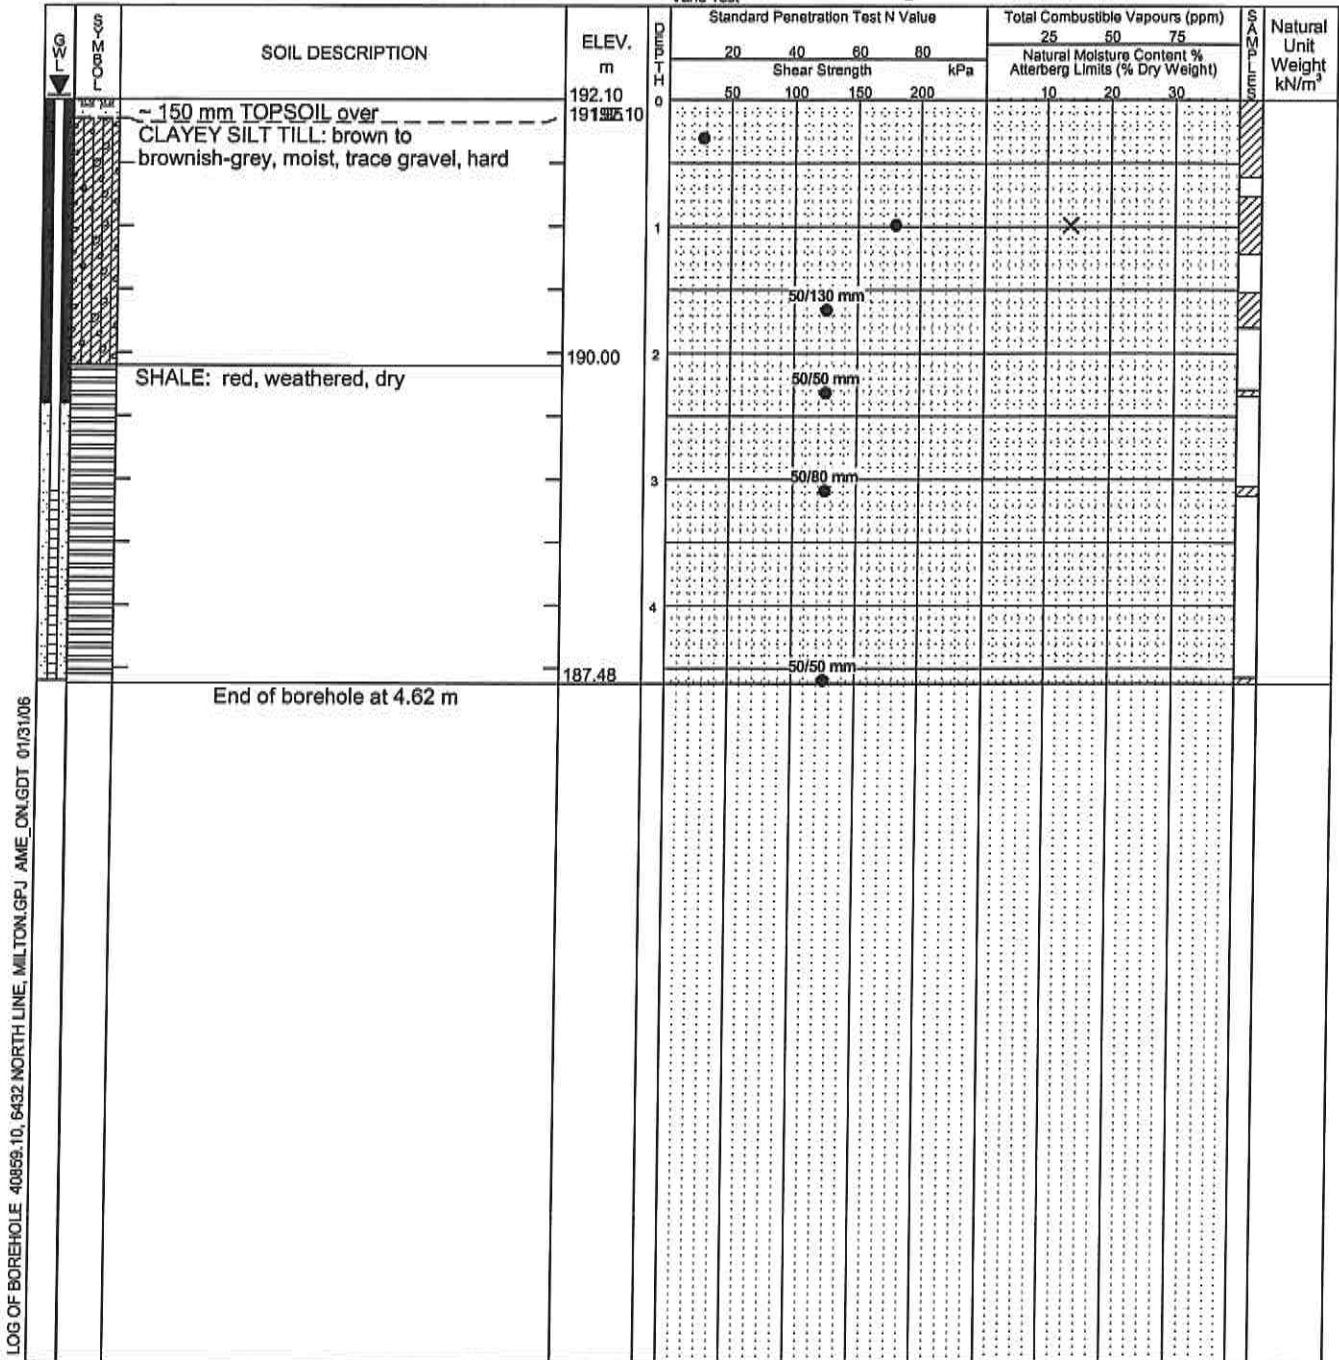 GWL
SYMBOL
SOIL DESCRIPTION
ELEV.
m
DEPTH
Standard Penetration Test N Value
20 40 60 80
Shear Strength kPa
50 100 150 200
Total Combustible Vapours (ppm)
25 50 75
Natural Moisture Content %
Atterberg Limits (% Dry Weight)
10 20 30
SAMPLES
Natural
Unit
Weight
kN/m³
192.10
0
~ 150 mm TOPSOIL over
CLAYEY SILT TILL: brown to
brownish-grey, moist, trace gravel, hard
1
50/130 mm
190.00
2
SHALE: red, weathered, dry
50/50 mm
50/80 mm
3
4
50/50 mm
187.48
End of borehole at 4.62 m
LOG OF BOREHOLE 40859.10, 6432 NORTH LINE, MILTON.GPJ AME_ON.GDT 01/31/06